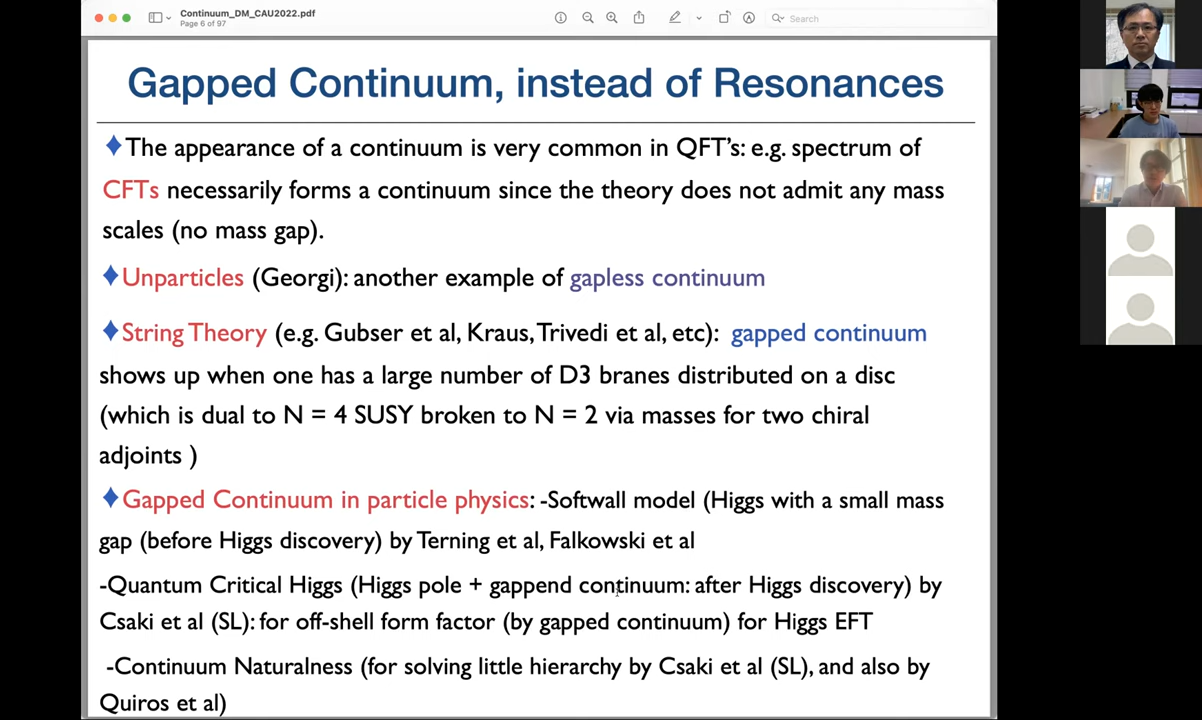 Continuum_DM_CAU2022.pdf
Page 6 of 97
Search
Gapped Continuum, instead of Resonances
♦The appearance of a continuum is very common in QFT's: e.g. spectrum of
CFTs necessarily forms a continuum since the theory does not admit any mass
scales (no mass gap).
♦Unparticles (Georgi): another example of gapless continuum
♦String Theory (e.g. Gubser et al, Kraus, Trivedi et al, etc): gapped continuum
shows up when one has a large number of D3 branes distributed on a disc
(which is dual to N = 4 SUSY broken to N = 2 via masses for two chiral
adjoints )
♦Gapped Continuum in particle physics: -Softwall model (Higgs with a small mass
gap (before Higgs discovery) by Terning et al, Falkowski et al
-Quantum Critical Higgs (Higgs pole + gappend continuum: after Higgs discovery) by
Csaki et al (SL): for off-shell form factor (by gapped continuum) for Higgs EFT
-Continuum Naturalness (for solving little hierarchy by Csaki et al (SL), and also by
Quiros et al)